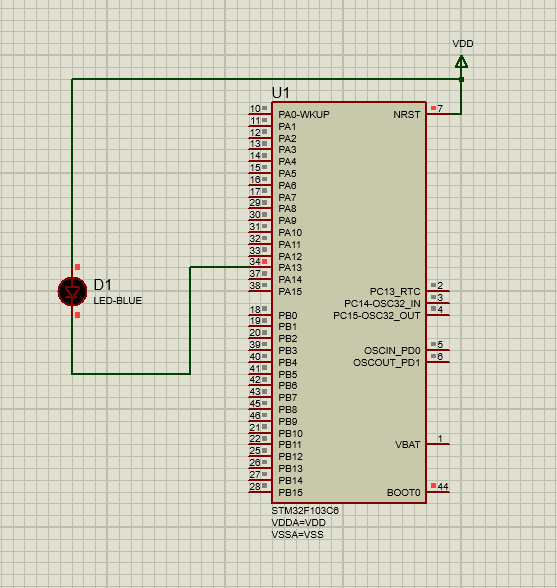 VDD
U1
10 PA0-WKUP NRST 7
11 PA1
12 PA2
13 PA3
14 PA4
15 PA5
16 PA6
17 PA7
29 PA8
30 PA9
31 PA10
32 PA11
33 PA12
34 PA13
37 PA14
38 PA15 PC13_RTC 2
PC14-OSC32_IN 3
18 PB0 PC15-OSC32_OUT 4
19 PB1
20 PB2
39 PB3 OSCIN_PD0 5
40 PB4 OSCOUT_PD1 6
41 PB5
42 PB6
43 PB7
45 PB8
46 PB9
21 PB10
22 PB11 VBAT 1
25 PB12
26 PB13
27 PB14
28 PB15 BOOT0 44
D1
LED-BLUE
STM32F103C6
VDDA=VDD
VSSA=VSS